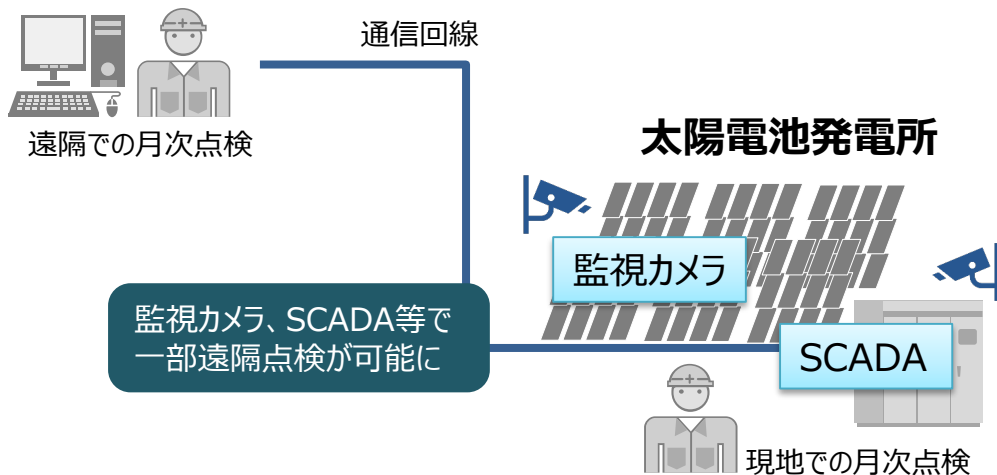 通信回線
遠隔での月次点検
太陽電池発電所
監視カメラ
監視カメラ、SCADA等で
一部遠隔点検が可能に
SCADA
現地での月次点検